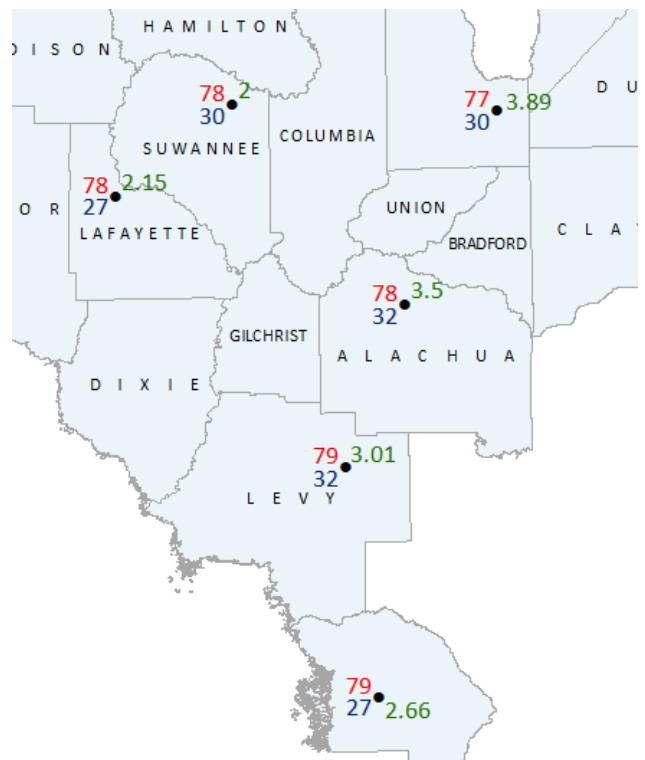 HAMILTON
DISON
78 2
30
SUWANNEE
COLUMBIA
77 3.89
30
DU
78 2.15
27
OR
LAFAYETTE
UNION
BRADFORD
CLA
78 3.5
32
GILCHRIST
ALACHUA
DIXIE
79 3.01
32
LEVY
79
27 2.66